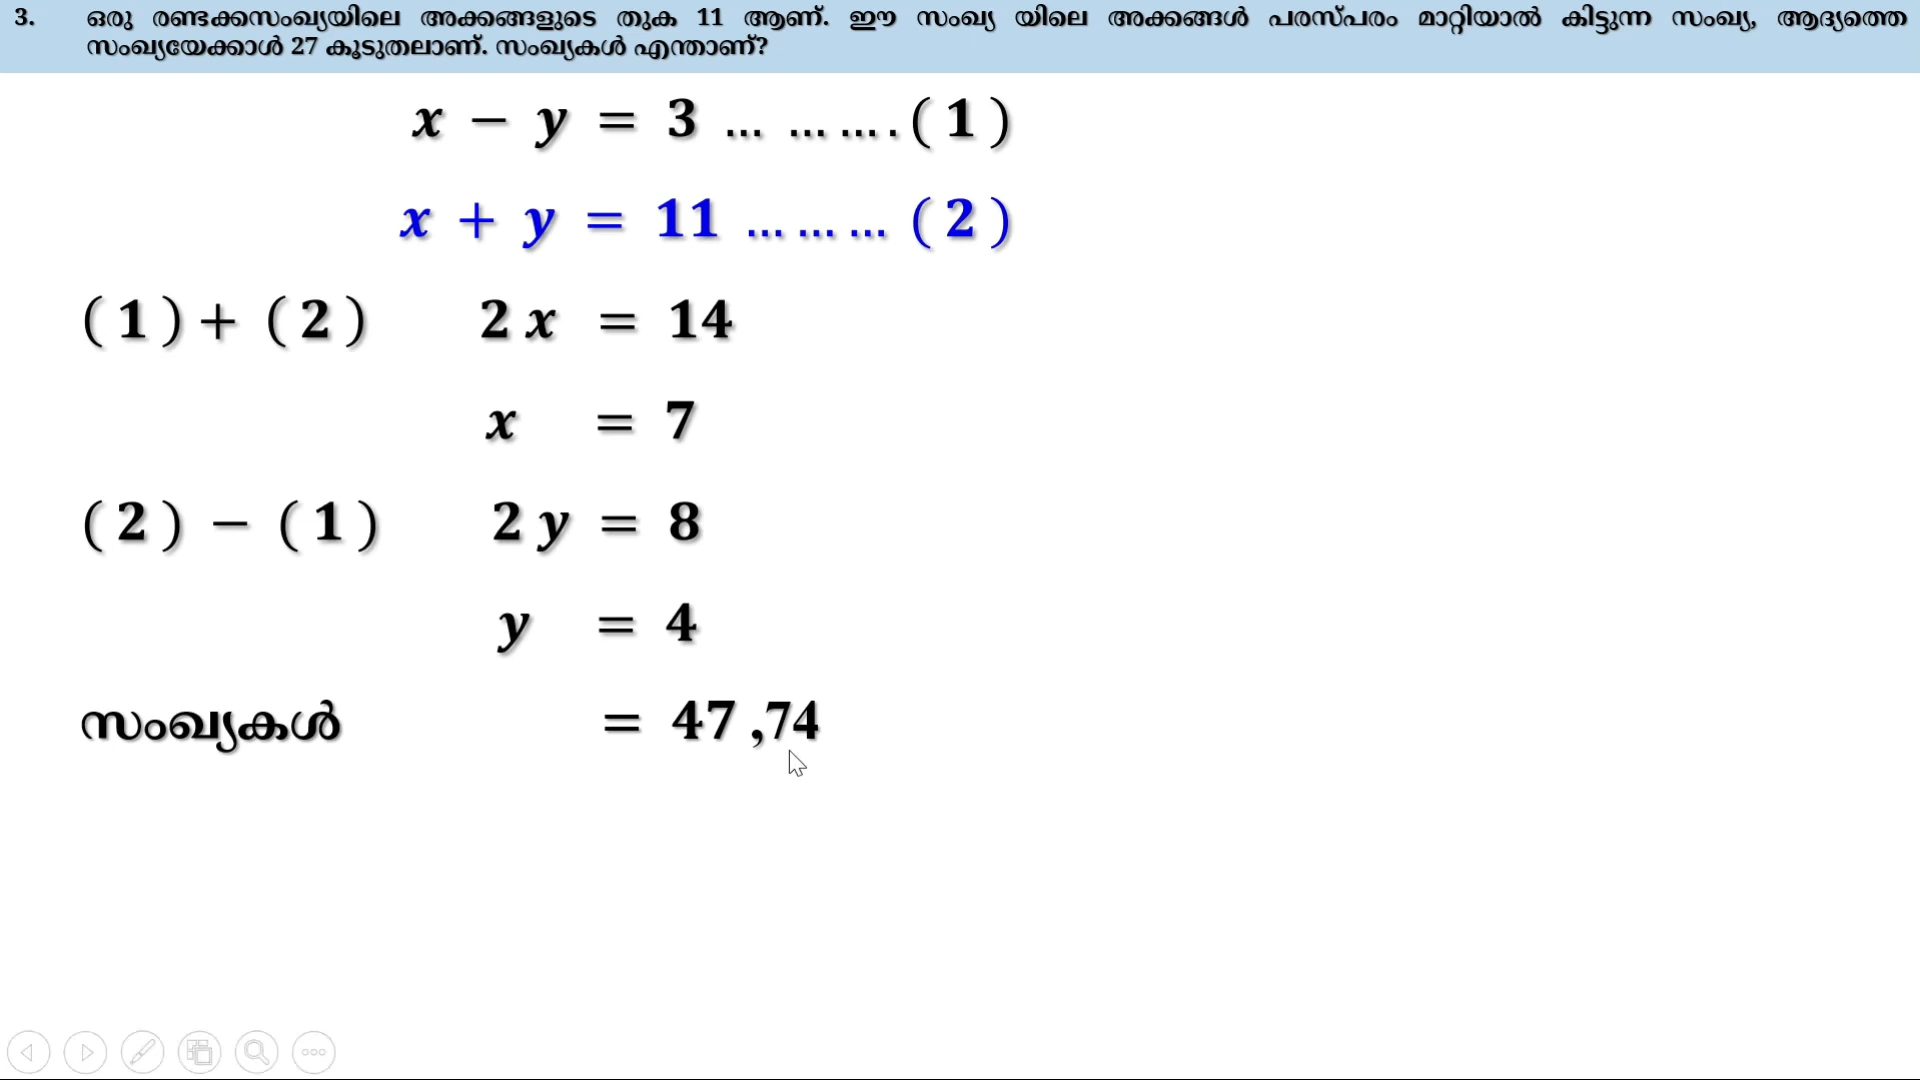 3. ഒരു രണ്ടക്കസംഖ്യയിലെ അക്കങ്ങളുടെ തുക 11 ആണ്. ഈ സംഖ്യ യിലെ അക്കങ്ങൾ പരസ്പരം മാറ്റിയാൽ കിട്ടുന്ന സംഖ്യ, ആദ്യത്തെ
സംഖ്യയേക്കാൾ 27 കൂടുതലാണ്. സംഖ്യകൾ എന്താണ്?
x − y = 3 … … … . ( 1 )
x + y = 11 … … … ( 2 )
( 1 ) + ( 2 ) 2 x = 14
x = 7
( 2 ) − ( 1 ) 2 y = 8
y = 4
സംഖ്യകൾ = 47 ,74